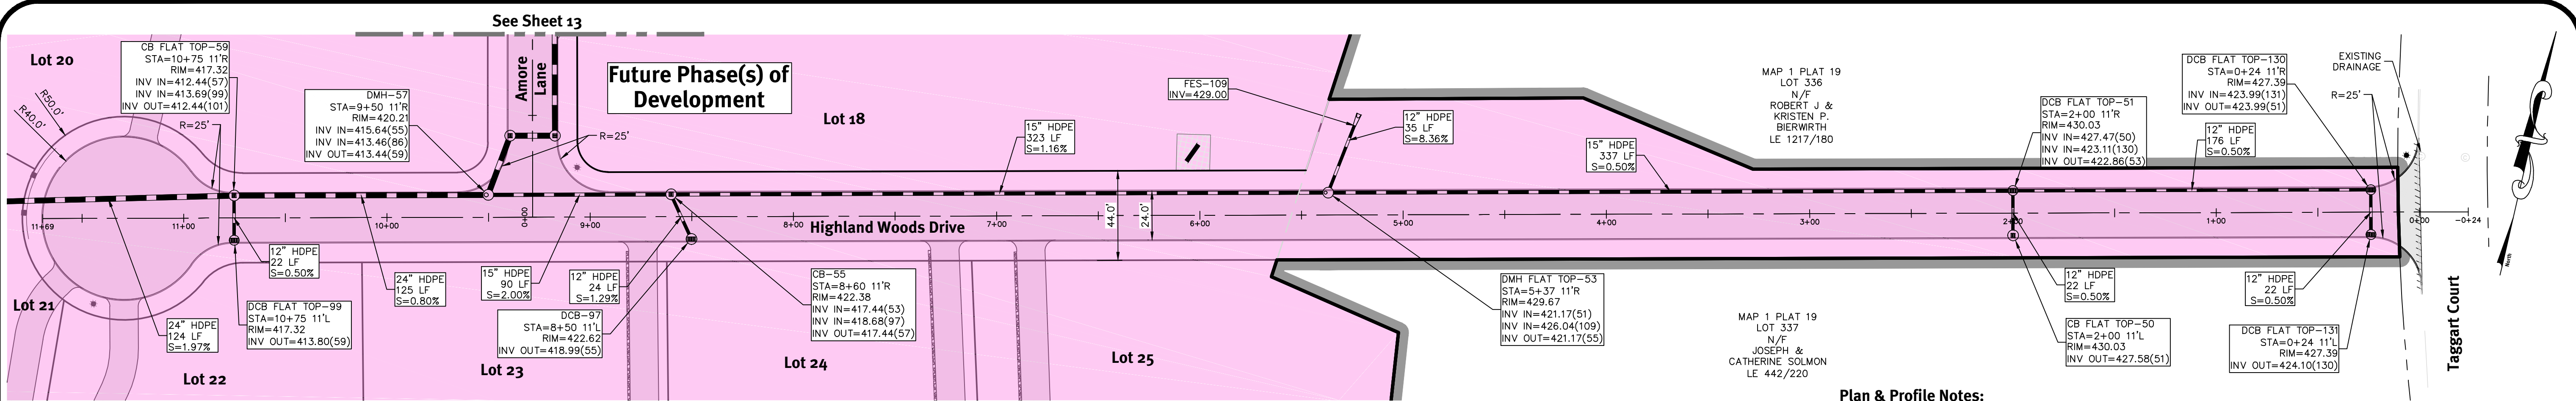 See Sheet 13
Lot 20
CB FLAT TOP-59
STA=10+75 11'R
RIM=417.32
INV IN=412.44(57)
INV IN=413.69(99)
INV OUT=412.44(101)
R50.0'
R40.0'
R=25'
DMH-57
STA=9+50 11'R
RIM=420.21
INV IN=415.64(55)
INV IN=413.46(86)
INV OUT=413.44(59)
Amore
Lane
Future Phase(s) of
Development
R=25'
Lot 18
FES-109
INV=429.00
15" HDPE
323 LF
S=1.16%
12" HDPE
35 LF
S=8.36%
MAP 1 PLAT 19
LOT 336
N/F
ROBERT J &
KRISTEN P.
BIERWIRTH
LE 1217/180
15" HDPE
337 LF
S=0.50%
DCB FLAT TOP-51
STA=2+00 11'R
RIM=430.03
INV IN=427.47(50)
INV IN=423.11(130)
INV OUT=422.86(53)
DCB FLAT TOP-130
STA=0+24 11'R
RIM=427.39
INV IN=423.99(131)
INV OUT=423.99(51)
12" HDPE
176 LF
S=0.50%
EXISTING
DRAINAGE
R=25'
11+69
11+00
10+00
0+00
9+00
8+00
7+00
6+00
5+00
4+00
3+00
2+00
1+00
0+00
-0+24
Highland Woods Drive
44.0'
24.0'
North
Lot 21
24" HDPE
124 LF
S=1.97%
12" HDPE
22 LF
S=0.50%
DCB FLAT TOP-99
STA=10+75 11'L
RIM=417.32
INV OUT=413.80(59)
24" HDPE
125 LF
S=0.80%
15" HDPE
90 LF
S=2.00%
12" HDPE
24 LF
S=1.29%
DCB-97
STA=8+50 11'L
RIM=422.62
INV OUT=418.99(55)
CB-55
STA=8+60 11'R
RIM=422.38
INV IN=417.44(53)
INV IN=418.68(97)
INV OUT=417.44(57)
DMH FLAT TOP-53
STA=5+37 11'R
RIM=429.67
INV IN=421.17(51)
INV IN=426.04(109)
INV OUT=421.17(55)
MAP 1 PLAT 19
LOT 337
N/F
JOSEPH &
CATHERINE SOLMON
LE 442/220
12" HDPE
22 LF
S=0.50%
CB FLAT TOP-50
STA=2+00 11'L
RIM=430.03
INV OUT=427.58(51)
12" HDPE
22 LF
S=0.50%
DCB FLAT TOP-131
STA=0+24 11'L
RIM=427.39
INV OUT=424.10(130)
Taggart Court
Lot 22
Lot 23
Lot 24
Lot 25
Plan & Profile Notes: